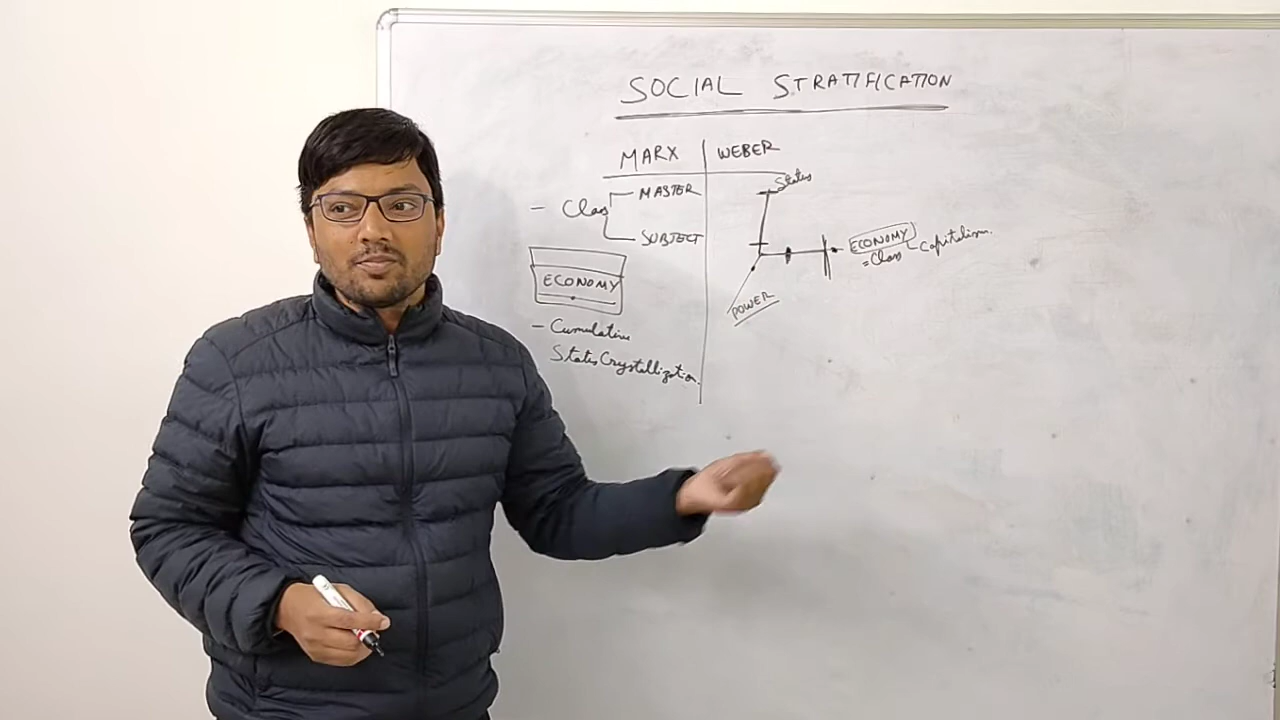 SOCIAL STRATIFICATION
MARX
- Class
MASTER
SUBJECT
ECONOMY
- Cumulative
Status Crystallization.
WEBER
Status
ECONOMY
= Class
Capitalism.
POWER